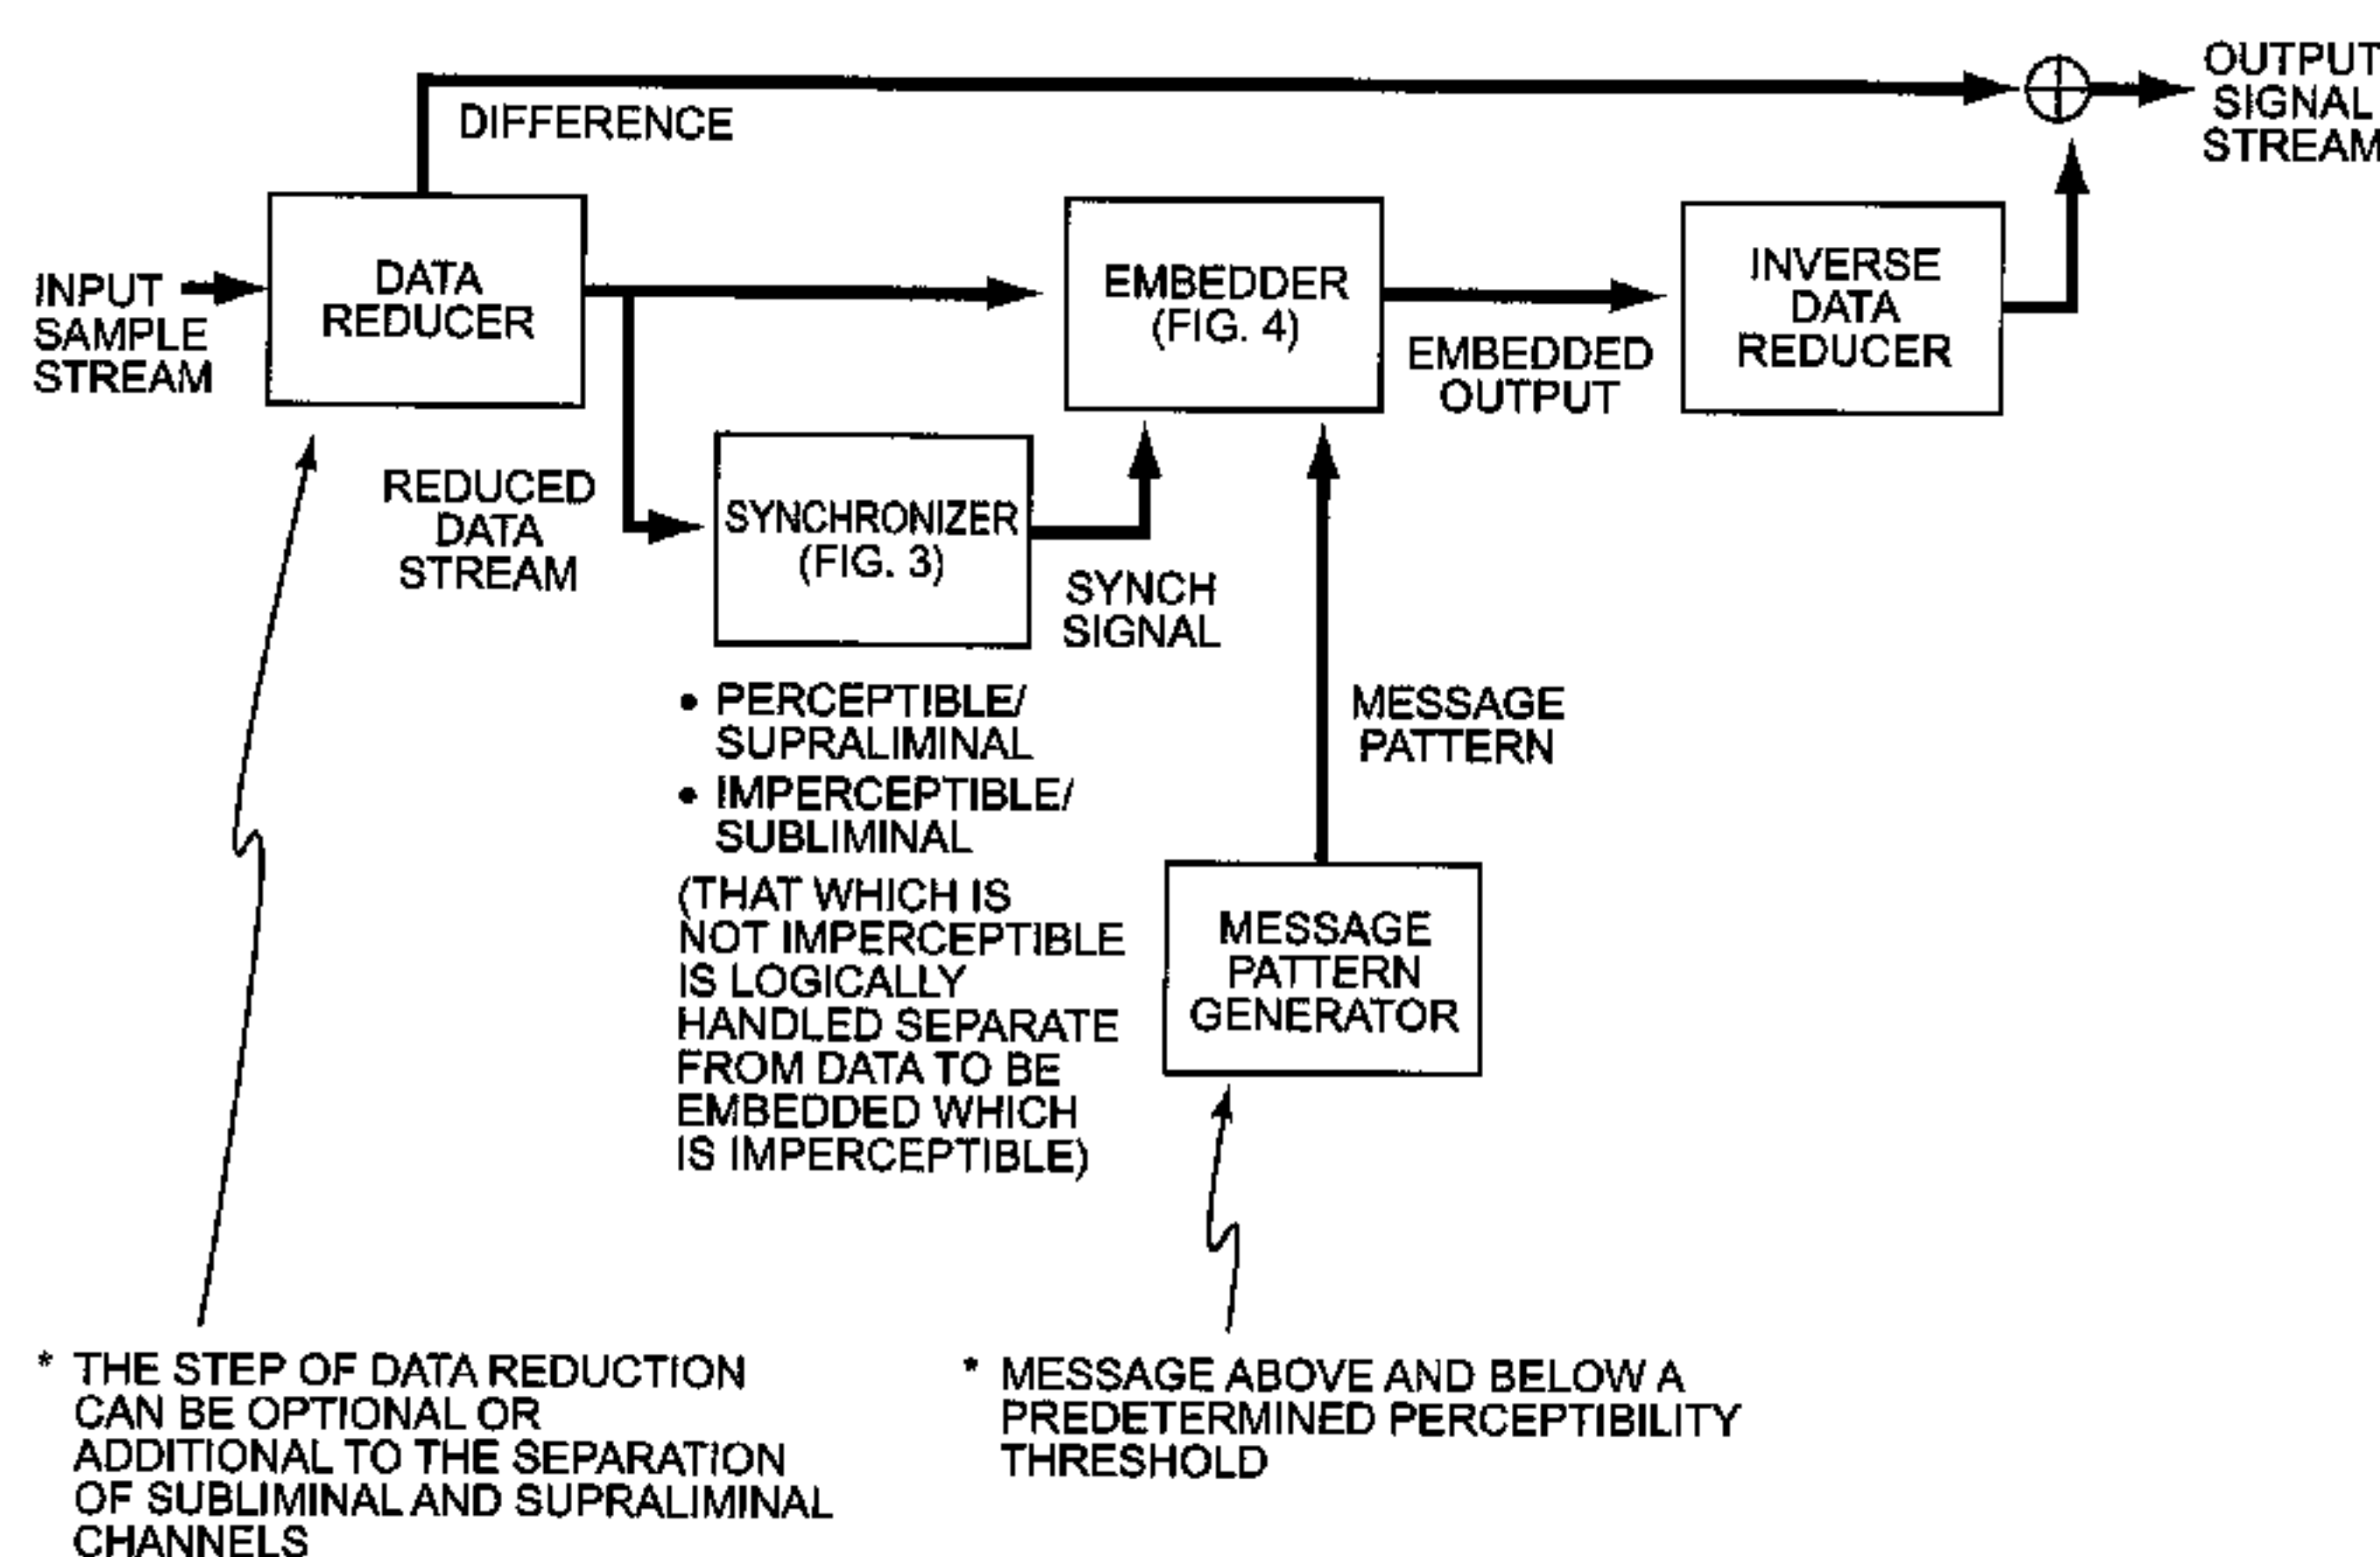 OUTPUT
SIGNAL
STREAM
DIFFERENCE
INPUT
SAMPLE
STREAM
DATA
REDUCER
EMBEDDER
(FIG. 4)
EMBEDDED
OUTPUT
INVERSE
DATA
REDUCER
REDUCED
DATA
STREAM
SYNCHRONIZER
(FIG. 3)
SYNCH
SIGNAL
• PERCEPTIBLE/
SUPRALIMINAL
• IMPERCEPTIBLE/
SUBLIMINAL
(THAT WHICH IS
NOT IMPERCEPTIBLE
IS LOGICALLY
HANDLED SEPARATE
FROM DATA TO BE
EMBEDDED WHICH
IS IMPERCEPTIBLE)
MESSAGE
PATTERN
MESSAGE
PATTERN
GENERATOR
* THE STEP OF DATA REDUCTION
CAN BE OPTIONAL OR
ADDITIONAL TO THE SEPARATION
OF SUBLIMINAL AND SUPRALIMINAL
CHANNELS
* MESSAGE ABOVE AND BELOW A
PREDETERMINED PERCEPTIBILITY
THRESHOLD